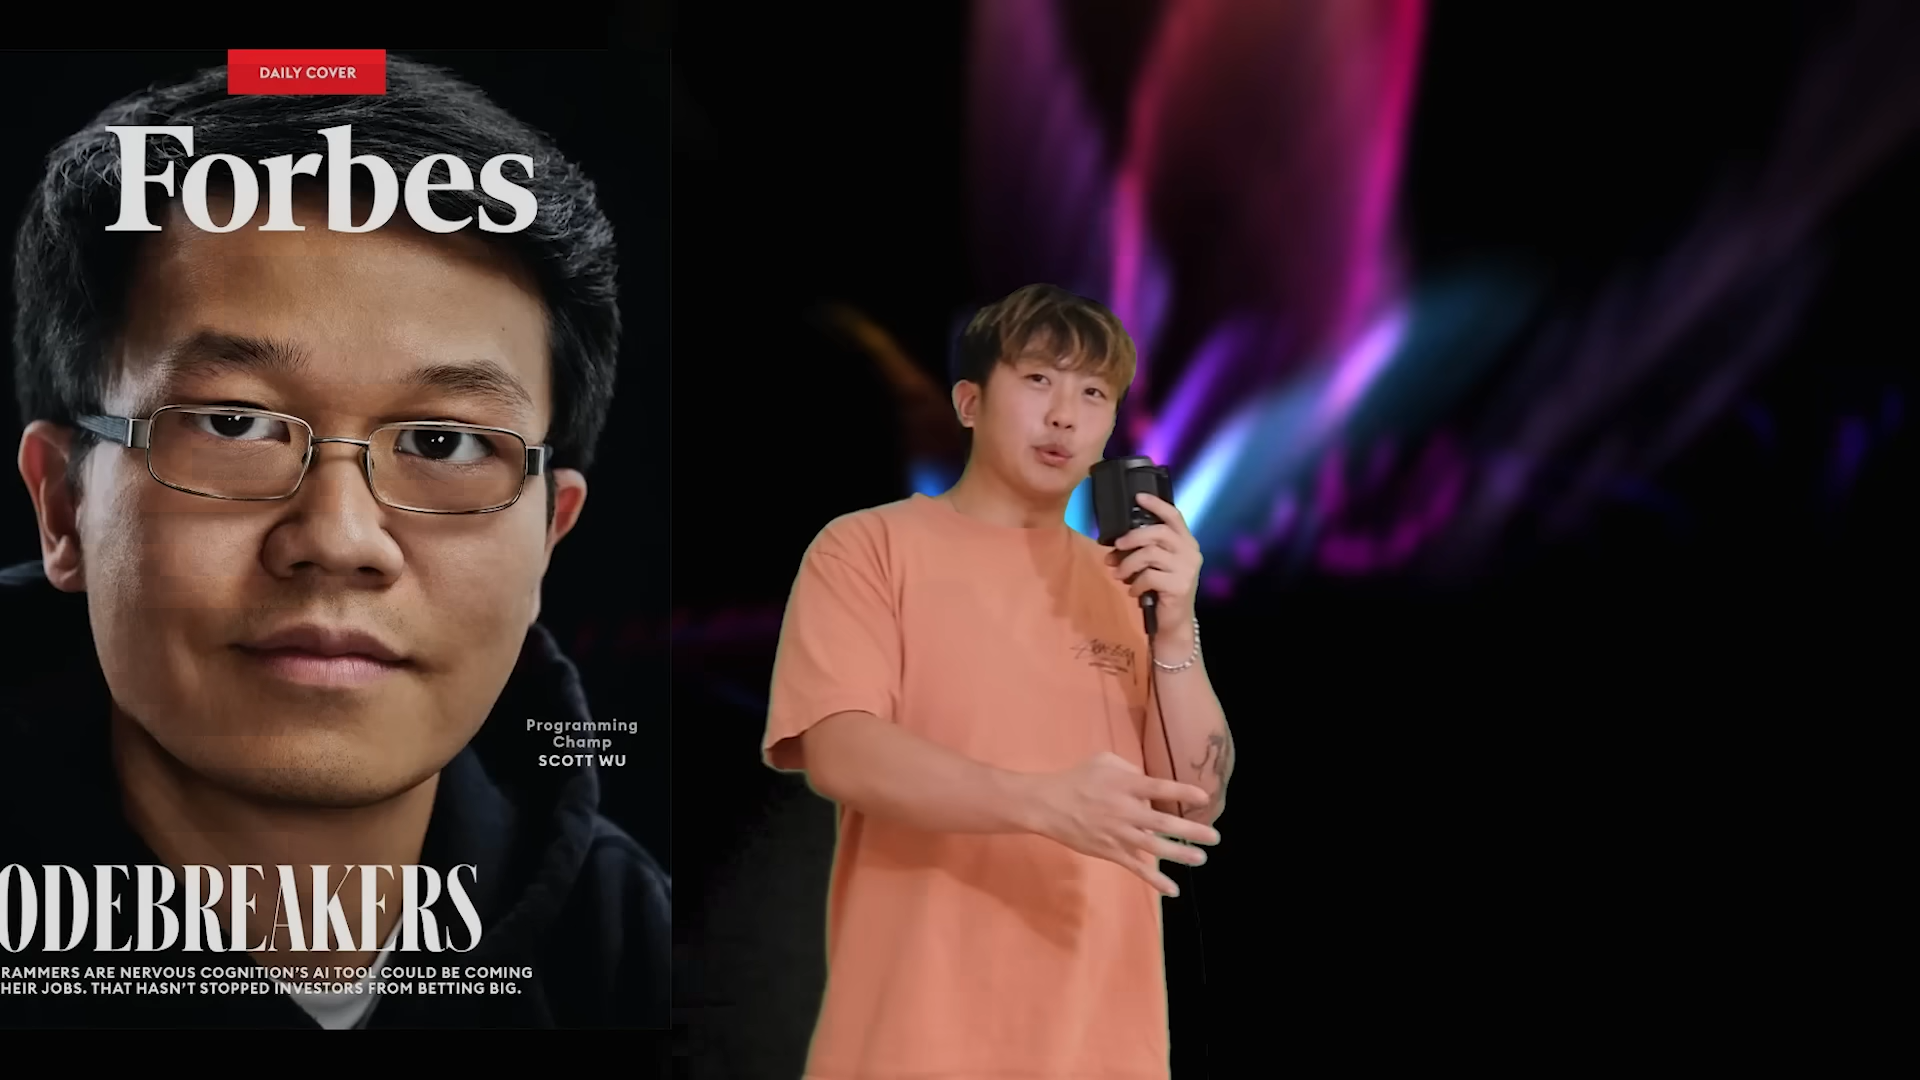 DAILY COVER
Forbes
Programming
Champ
SCOTT WU
ODEBREAKERS
RAMMERS ARE NERVOUS COGNITION'S AI TOOL COULD BE COMING
HEIR JOBS. THAT HASN'T STOPPED INVESTORS FROM BETTING BIG.